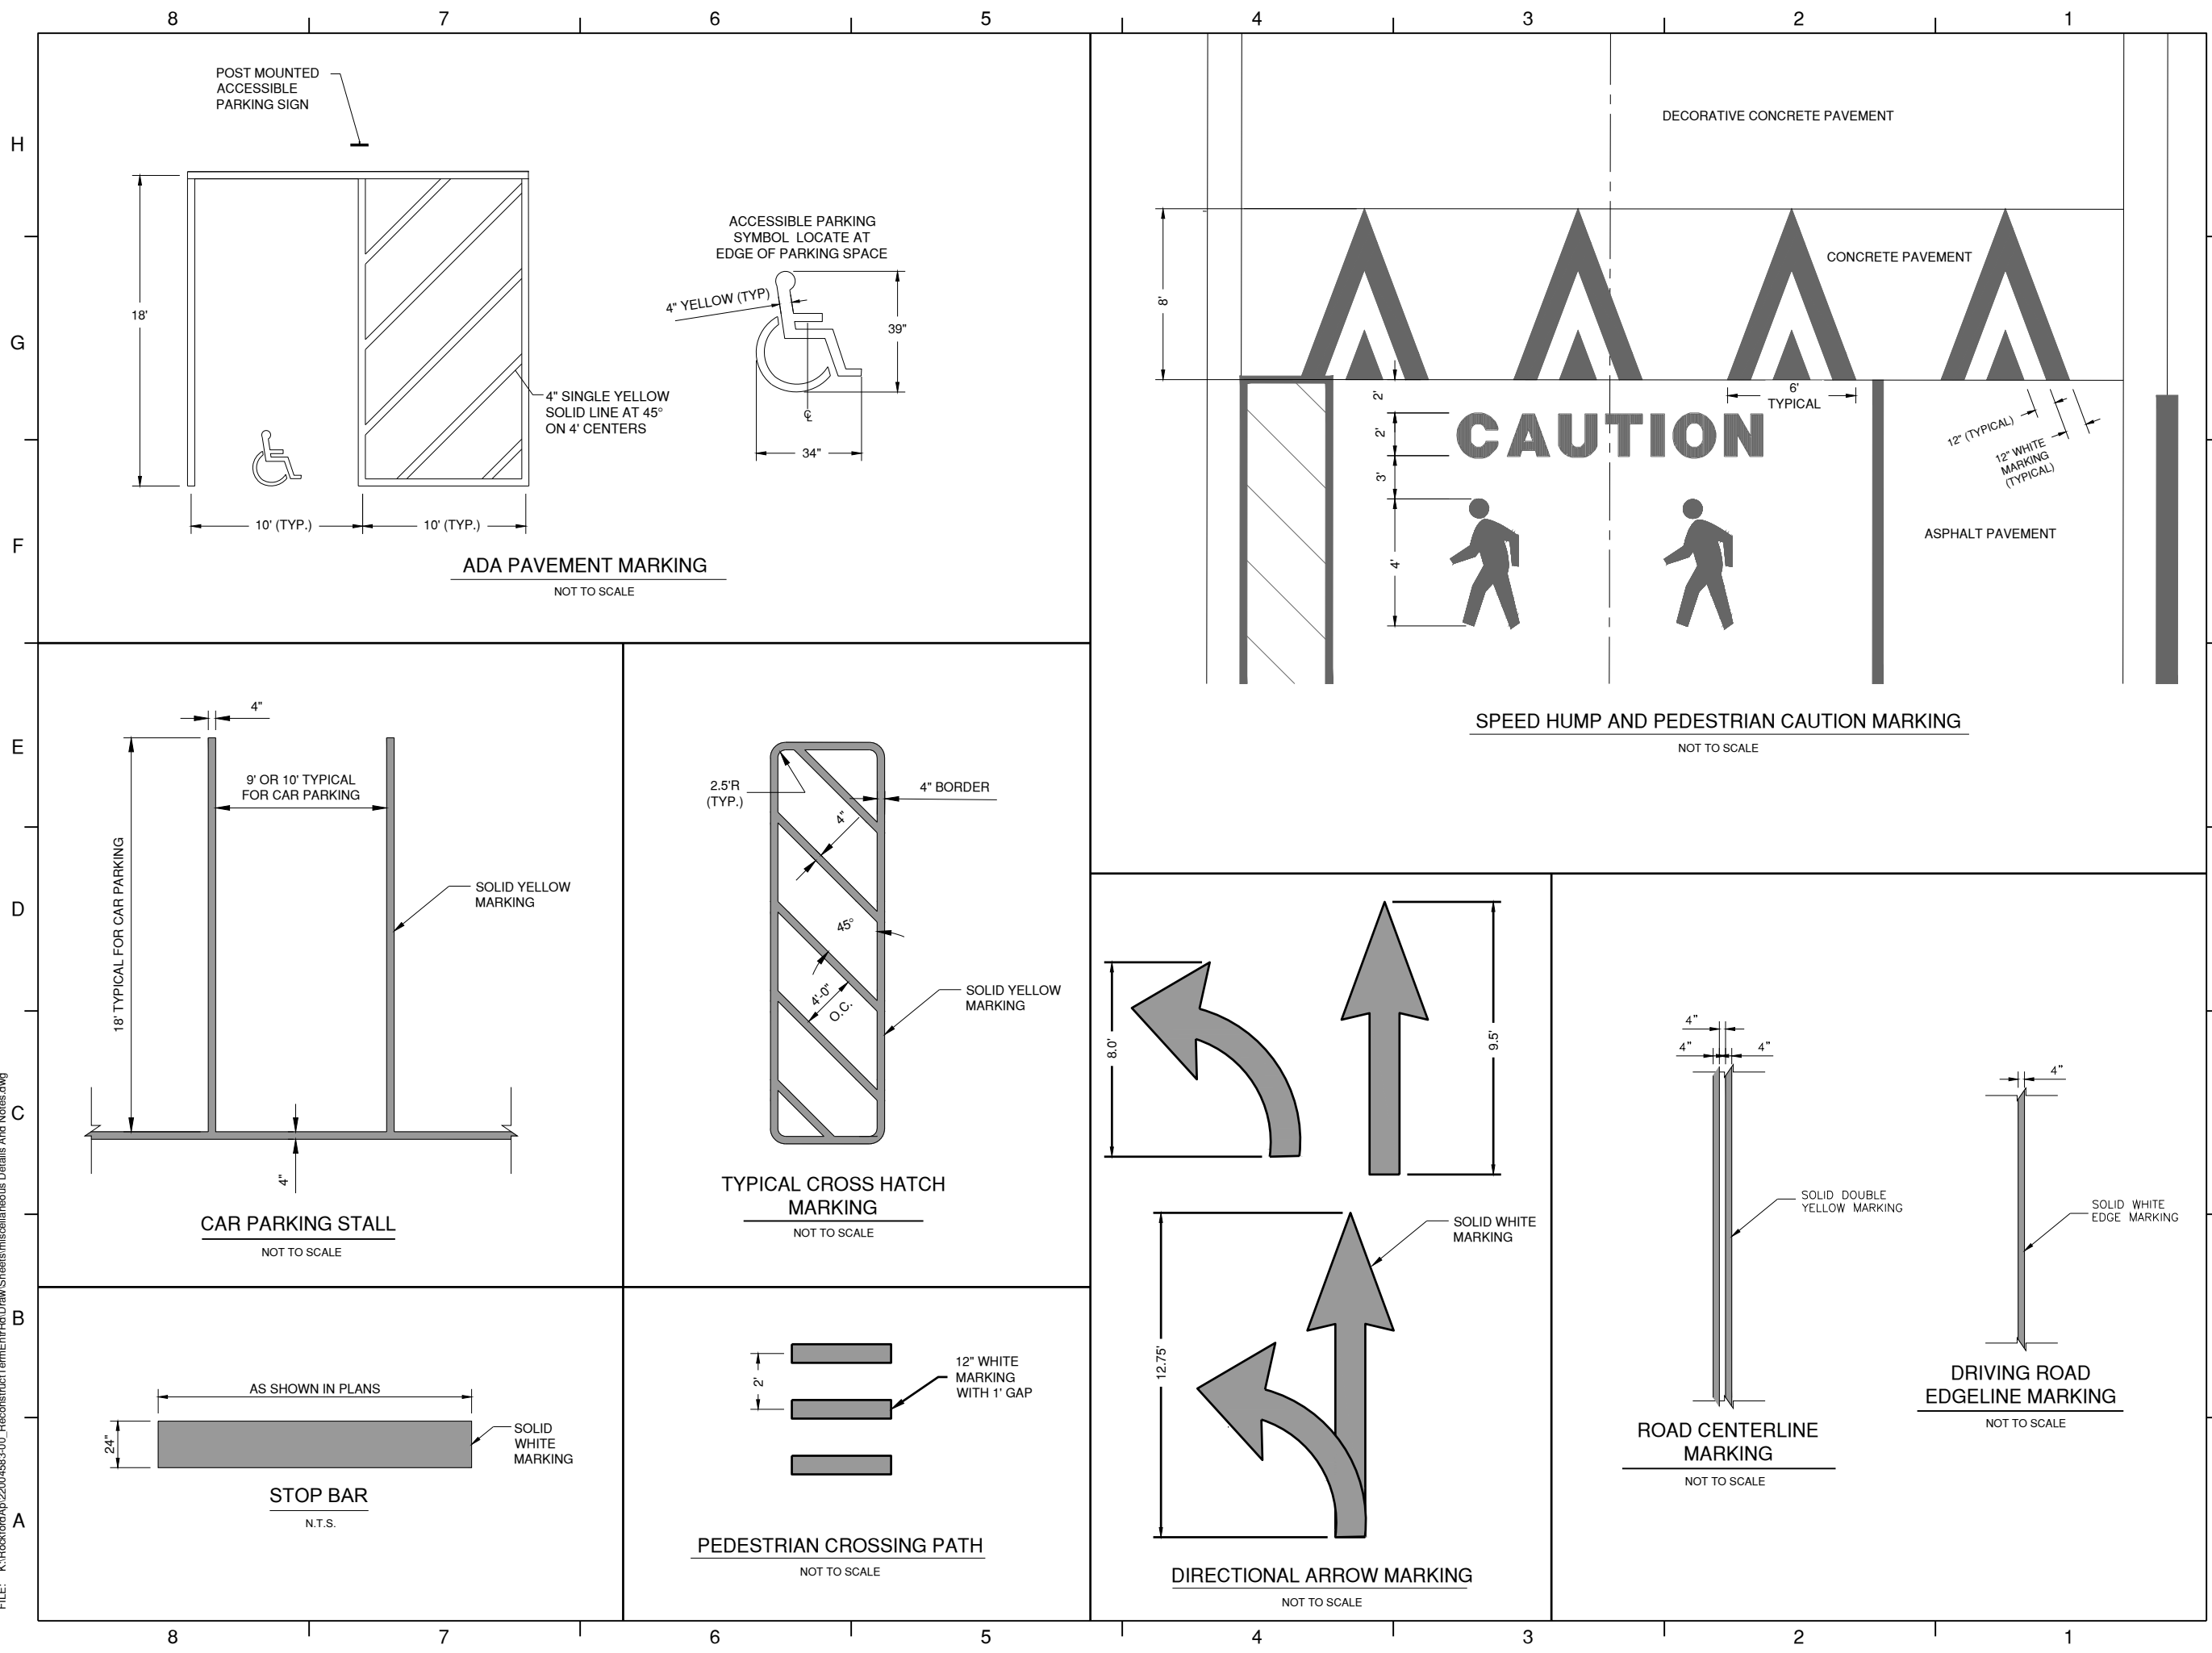 8 7 6 5 4 3 2 1
H
G
F
E
D
C
B
A
POST MOUNTED
ACCESSIBLE
PARKING SIGN
18'
10' (TYP.)
10' (TYP.)
4" SINGLE YELLOW
SOLID LINE AT 45°
ON 4' CENTERS
ACCESSIBLE PARKING
SYMBOL LOCATE AT
EDGE OF PARKING SPACE
4" YELLOW (TYP)
39"
34"
ADA PAVEMENT MARKING
NOT TO SCALE
DECORATIVE CONCRETE PAVEMENT
CONCRETE PAVEMENT
8'
2'
2'
3'
4'
CAUTION
6'
TYPICAL
12" (TYPICAL)
12" WHITE
MARKING
(TYPICAL)
ASPHALT PAVEMENT
SPEED HUMP AND PEDESTRIAN CAUTION MARKING
NOT TO SCALE
4"
9' OR 10' TYPICAL
FOR CAR PARKING
18' TYPICAL FOR CAR PARKING
SOLID YELLOW
MARKING
4"
CAR PARKING STALL
NOT TO SCALE
2.5'R
(TYP.)
4" BORDER
4"
45°
4'-0"
O.C.
SOLID YELLOW
MARKING
TYPICAL CROSS HATCH
MARKING
NOT TO SCALE
8.0'
9.5'
12.75'
SOLID WHITE
MARKING
DIRECTIONAL ARROW MARKING
NOT TO SCALE
4"
4"
4"
SOLID DOUBLE
YELLOW MARKING
ROAD CENTERLINE
MARKING
NOT TO SCALE
4"
SOLID WHITE
EDGE MARKING
DRIVING ROAD
EDGELINE MARKING
NOT TO SCALE
AS SHOWN IN PLANS
24"
SOLID
WHITE
MARKING
STOP BAR
N.T.S.
2'
12" WHITE
MARKING
WITH 1' GAP
PEDESTRIAN CROSSING PATH
NOT TO SCALE
8 7 6 5 4 3 2 1